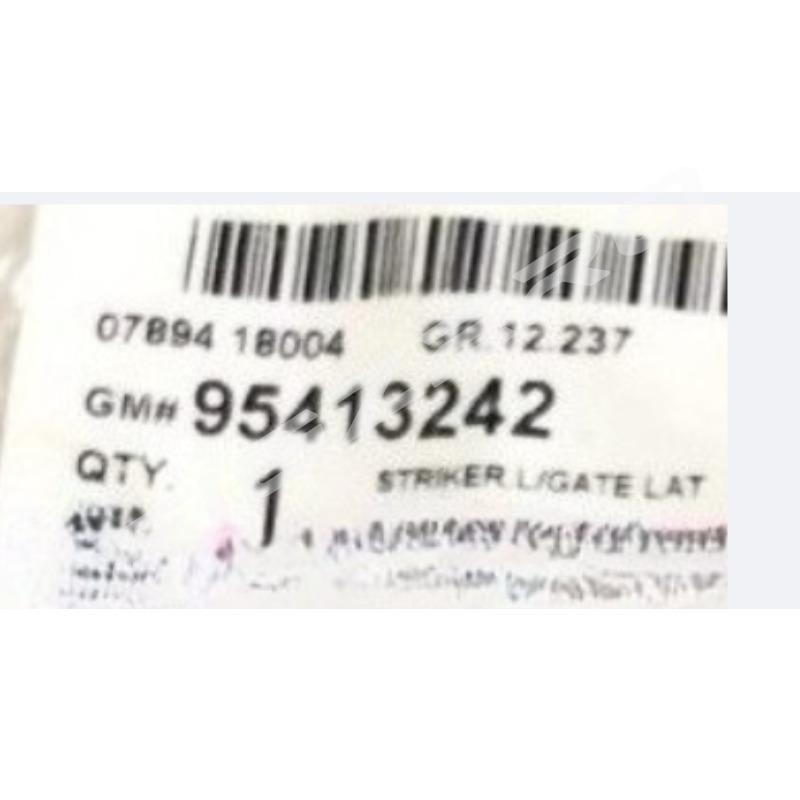 07894 18004 GR.12.237
GM# 95413242
QTY. 1 STRIKER L/GATE LAT